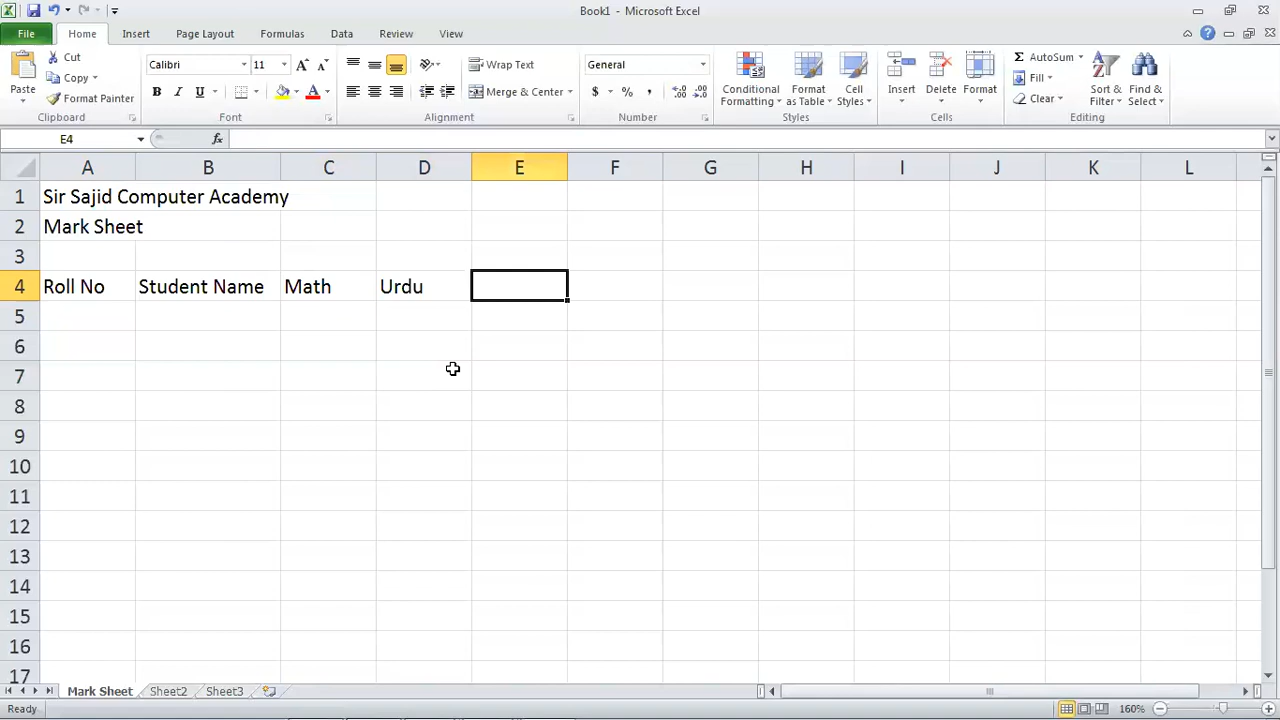 Book1 - Microsoft Excel
File Home Insert Page Layout Formulas Data Review View
Cut
Copy
Format Painter
Paste
Clipboard
Calibri 11
Font
Wrap Text
Merge & Center
Alignment
General
Number
Conditional Formatting
Format as Table
Cell Styles
Styles
Insert Delete Format
Cells
AutoSum
Fill
Clear
Sort & Filter
Find & Select
Editing
E4 fx
A B C D E F G H I J K L
1 Sir Sajid Computer Academy
2 Mark Sheet
3
4 Roll No Student Name Math Urdu
5
6
7
8
9
10
11
12
13
14
15
16
17
Mark Sheet Sheet2 Sheet3
Ready 160%